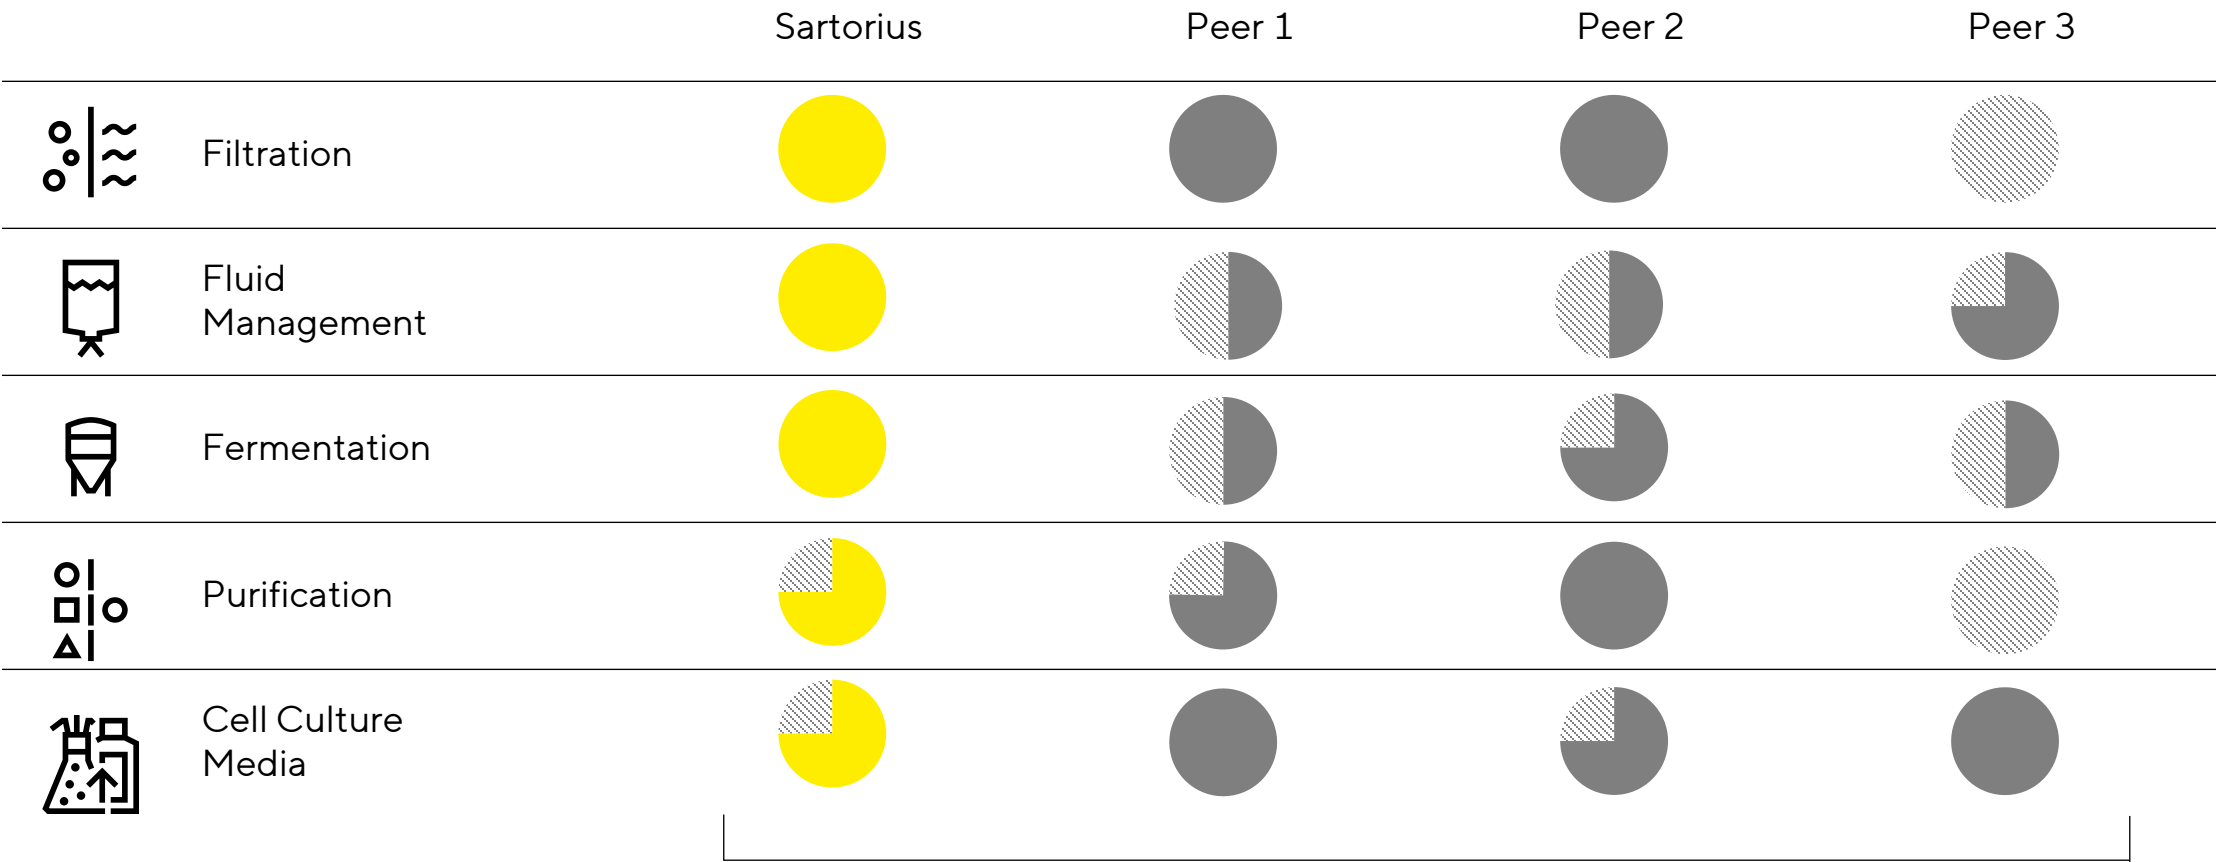 Sartorius
Peer 1
Peer 2
Peer 3
Filtration
Fluid
Management
Fermentation
Purification
Cell Culture
Media